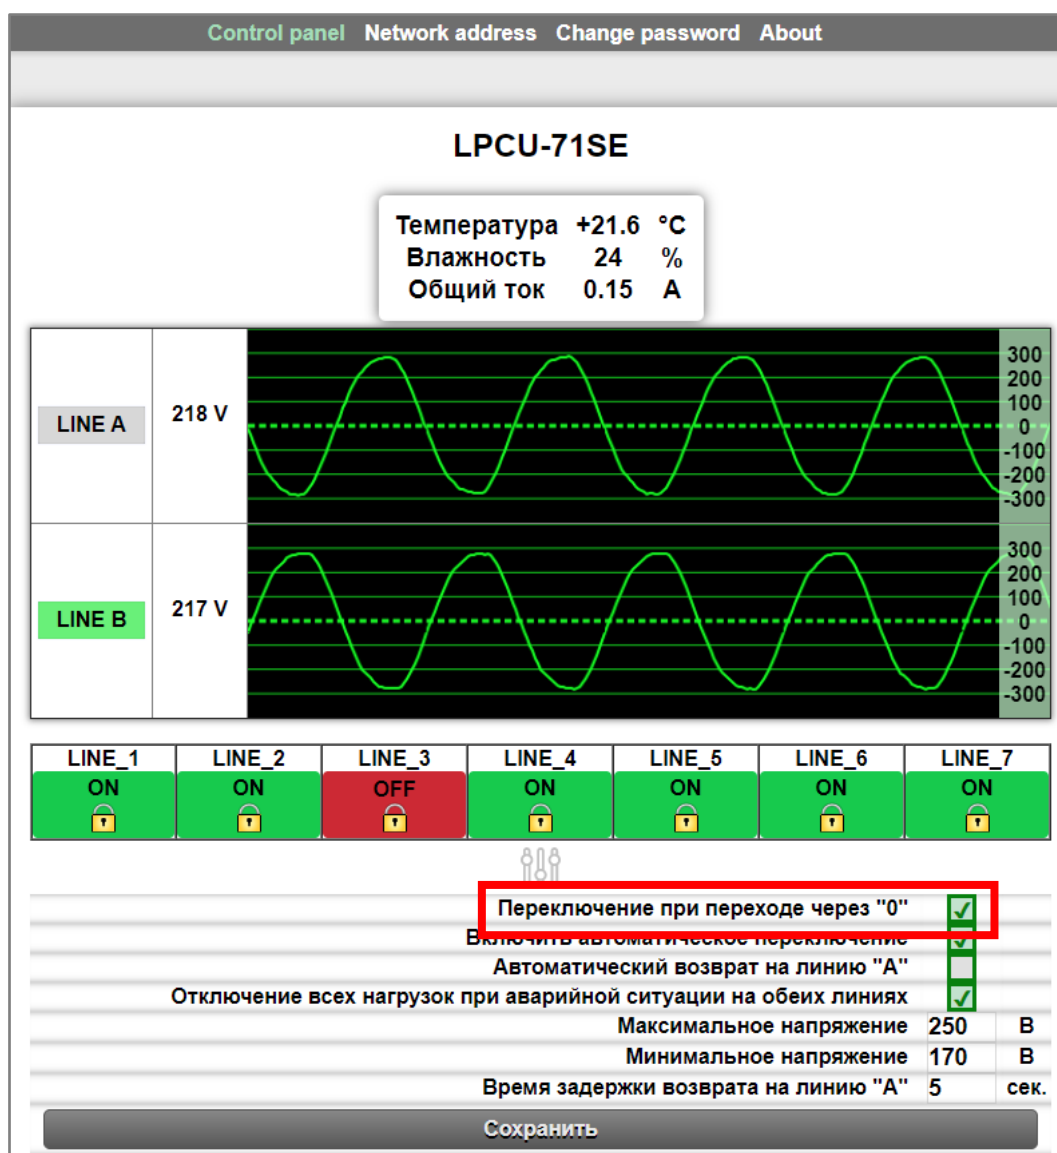 Control panel Network address Change password About
LPCU-71SE
Температура +21.6 °C
Влажность 24 %
Общий ток 0.15 A
LINE A 218 V
300
200
100
0
-100
-200
-300
LINE B 217 V
300
200
100
0
-100
-200
-300
LINE_1 LINE_2 LINE_3 LINE_4 LINE_5 LINE_6 LINE_7
ON ON OFF ON ON ON ON
Переключение при переходе через "0"
Включить автоматическое переключение
Автоматический возврат на линию "А"
Отключение всех нагрузок при аварийной ситуации на обеих линиях
Максимальное напряжение 250 В
Минимальное напряжение 170 В
Время задержки возврата на линию "А" 5 сек.
Сохранить